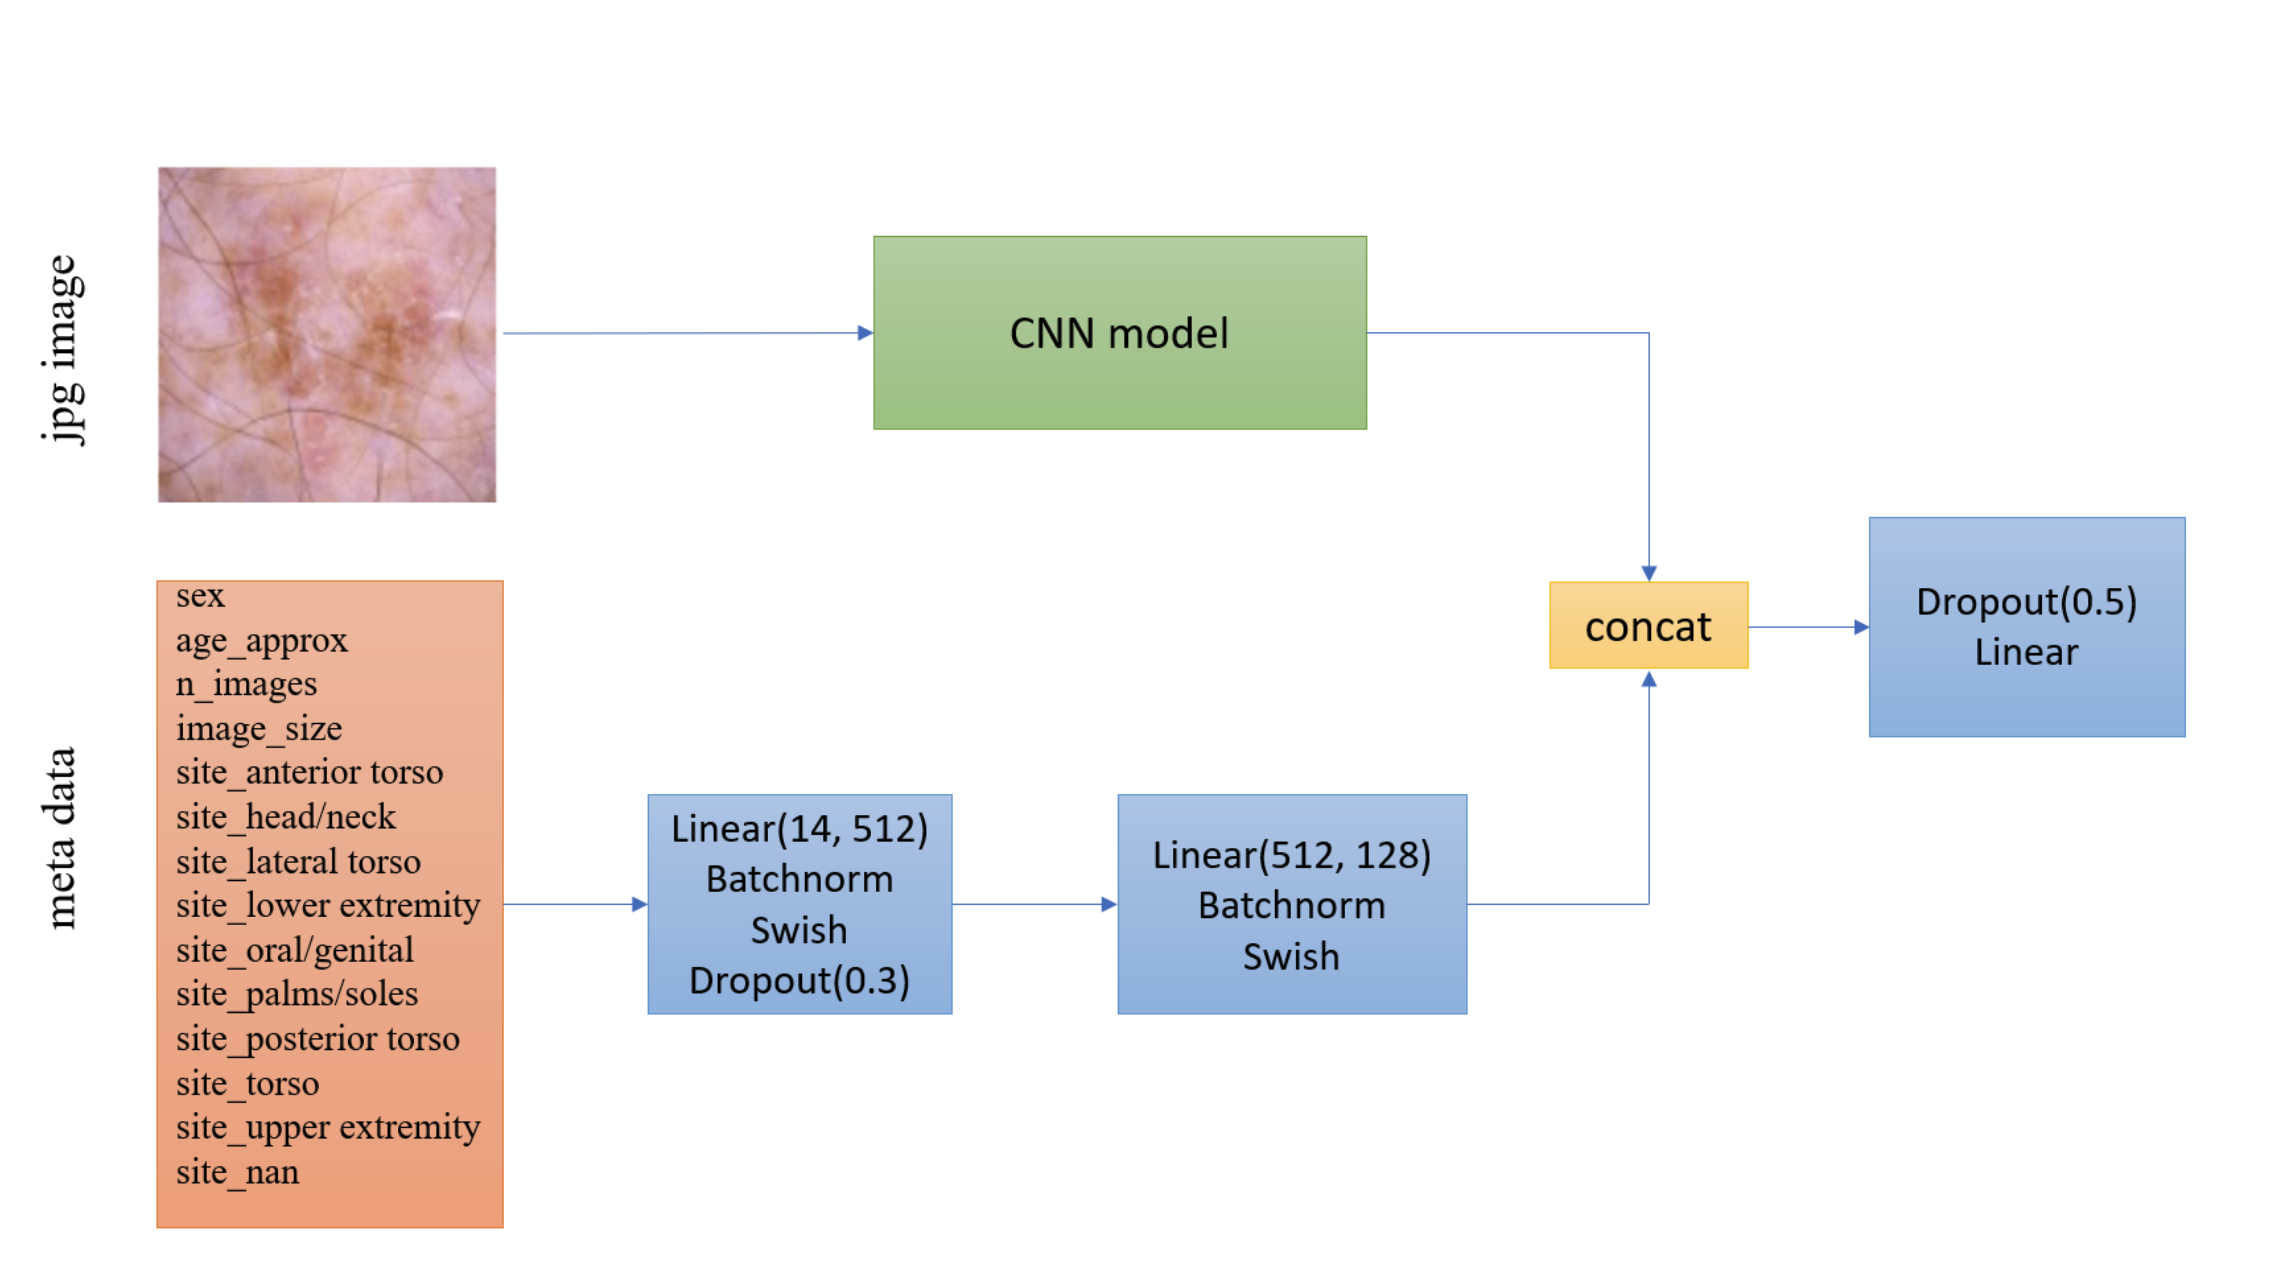 jpg image
CNN model
meta data
sex
age_approx
n_images
image_size
site_anterior torso
site_head/neck
site_lateral torso
site_lower extremity
site_oral/genital
site_palms/soles
site_posterior torso
site_torso
site_upper extremity
site_nan
Linear(14, 512)
Batchnorm
Swish
Dropout(0.3)
Linear(512, 128)
Batchnorm
Swish
concat
Dropout(0.5)
Linear